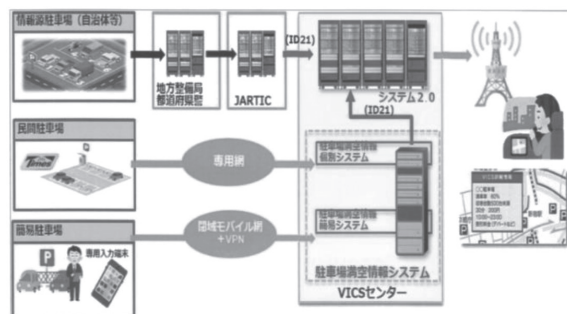 情報源駐車場（自治体等）
地方整備局
都道府県警
JARTIC
(ID21)
システム2.0
(ID21)
民間駐車場
Times
専用網
駐車場満空情報
個別システム
簡易駐車場
P
専用入力端末
閉域モバイル網
+VPN
駐車場満空情報
簡易システム
駐車場満空情報システム
VICSセンター